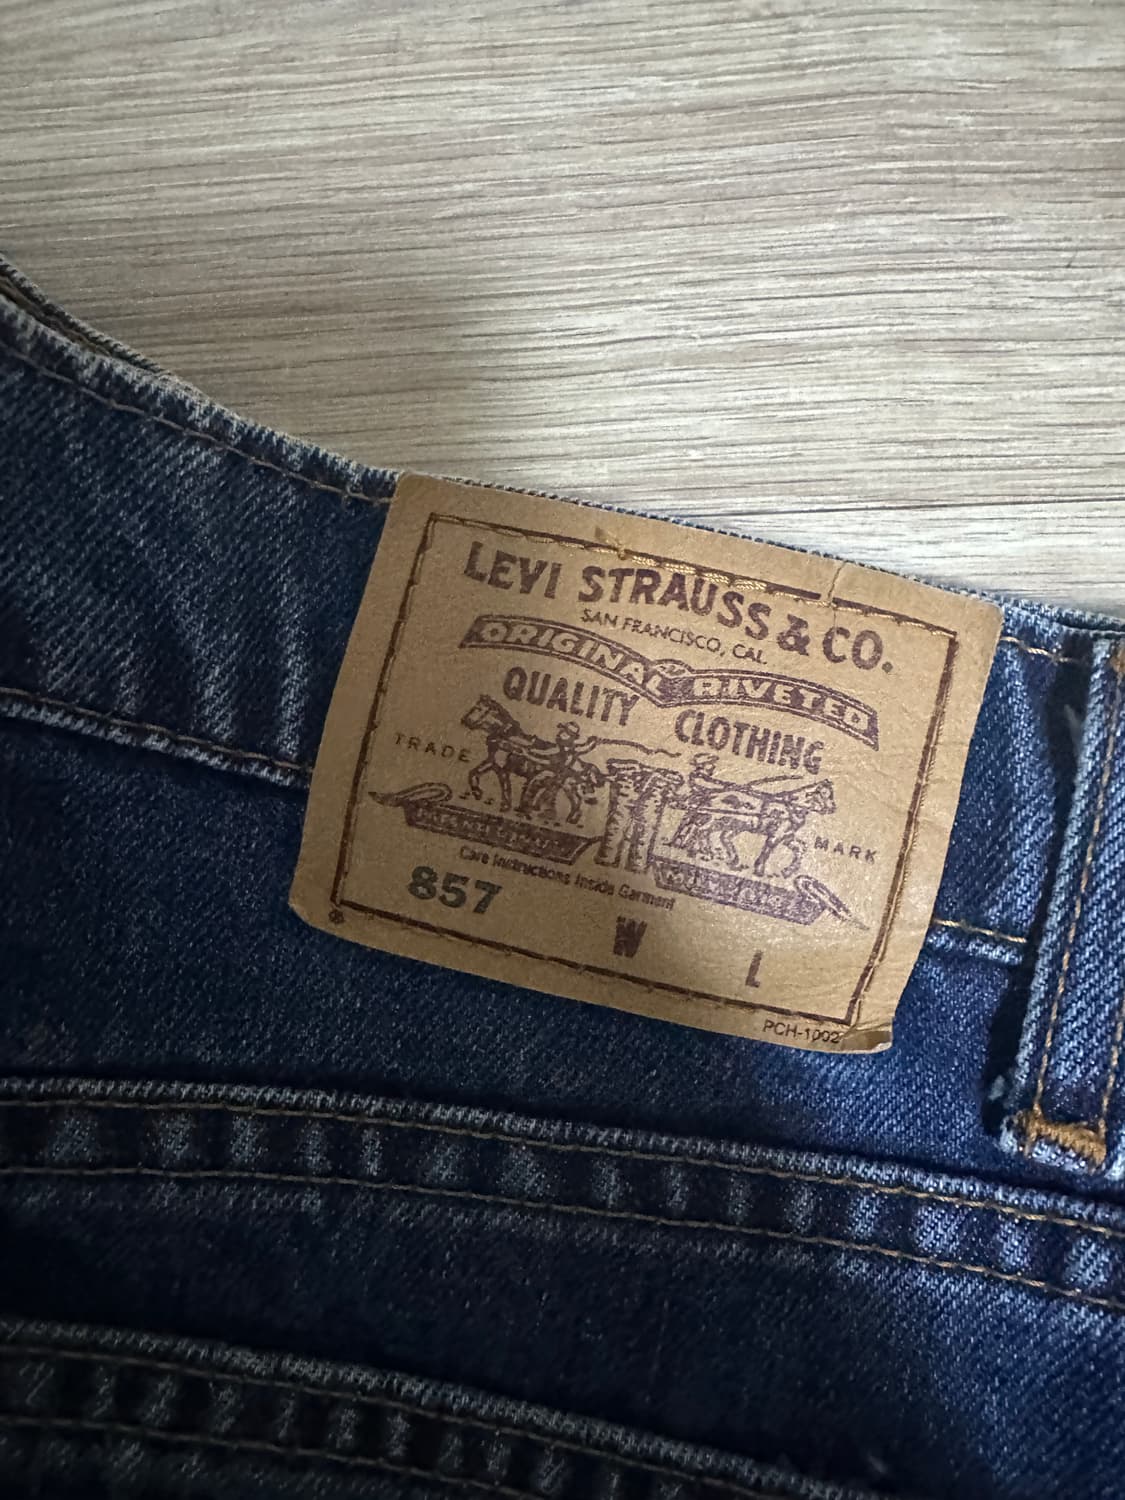 LEVI STRAUSS & CO.
SAN FRANCISCO, CAL.
ORIGINAL RIVETED
QUALITY CLOTHING
TRADE MARK
Care Instructions Inside Garment
857
W L
PCH-1002